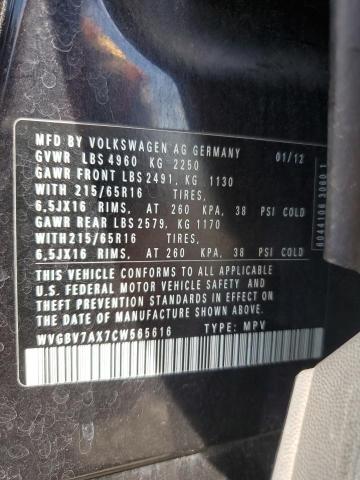 MFD BY VOLKSWAGEN AG GERMANY 01/12
GVWR LBS 4960 KG 2250
GAWR FRONT LBS 2491, KG 1130
WITH 215/65R16 TIRES,
6,5JX16 RIMS, AT 260 KPA, 38 PSI COLD
GAWR REAR LBS 2579, KG 1170
WITH215/65R16 TIRES,
6,5JX16 RIMS, AT 260 KPA, 38 PSI COLD
THIS VEHICLE CONFORMS TO ALL APPLICABLE
U.S. FEDERAL MOTOR VEHICLE SAFETY AND
THEFT PREVENTION STANDARDS IN EFFECT
ON THE DATE OF MANUFACTURE SHOWN ABOVE
WVGBV7AX7CW565616 TYPE: MPV